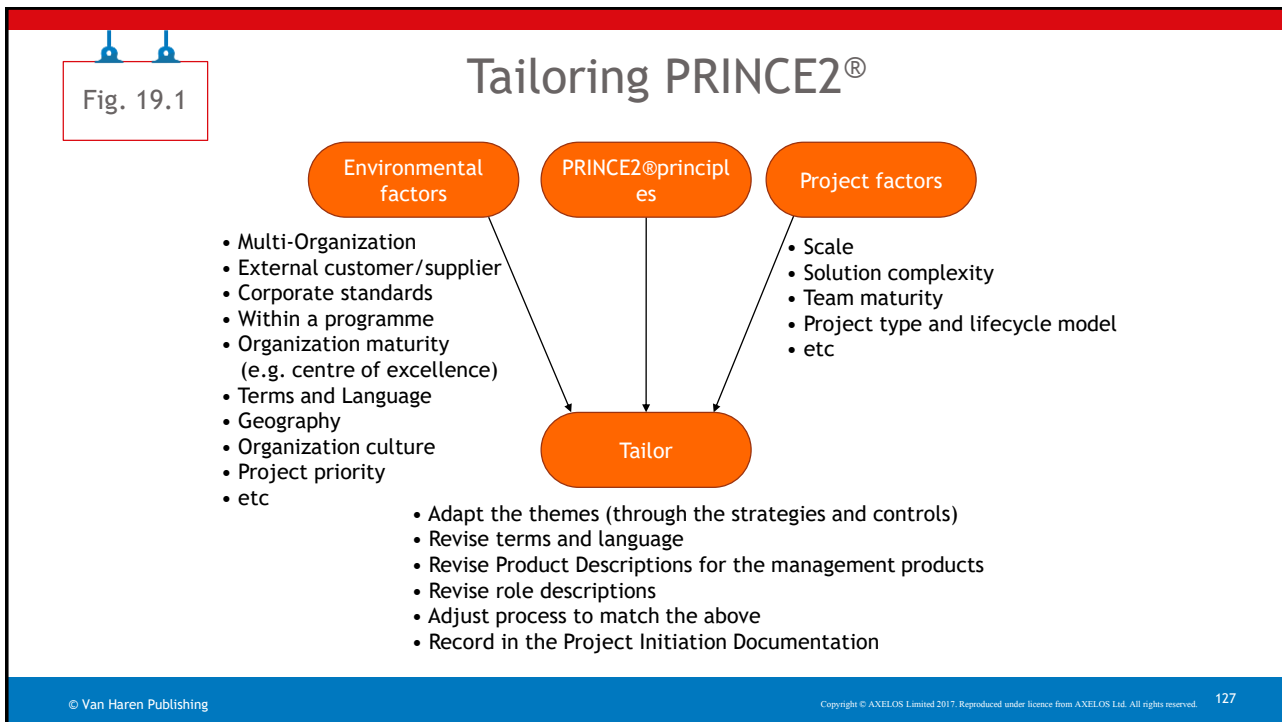 Fig. 19.1
Tailoring PRINCE2®
Environmental
factors
PRINCE2®principl
es
Project factors
• Multi-Organization
• External customer/supplier
• Corporate standards
• Within a programme
• Organization maturity
(e.g. centre of excellence)
• Terms and Language
• Geography
• Organization culture
• Project priority
• etc
• Scale
• Solution complexity
• Team maturity
• Project type and lifecycle model
• etc
Tailor
• Adapt the themes (through the strategies and controls)
• Revise terms and language
• Revise Product Descriptions for the management products
• Revise role descriptions
• Adjust process to match the above
• Record in the Project Initiation Documentation
© Van Haren Publishing
Copyright © AXELOS Limited 2017. Reproduced under licence from AXELOS Ltd. All rights reserved.
127